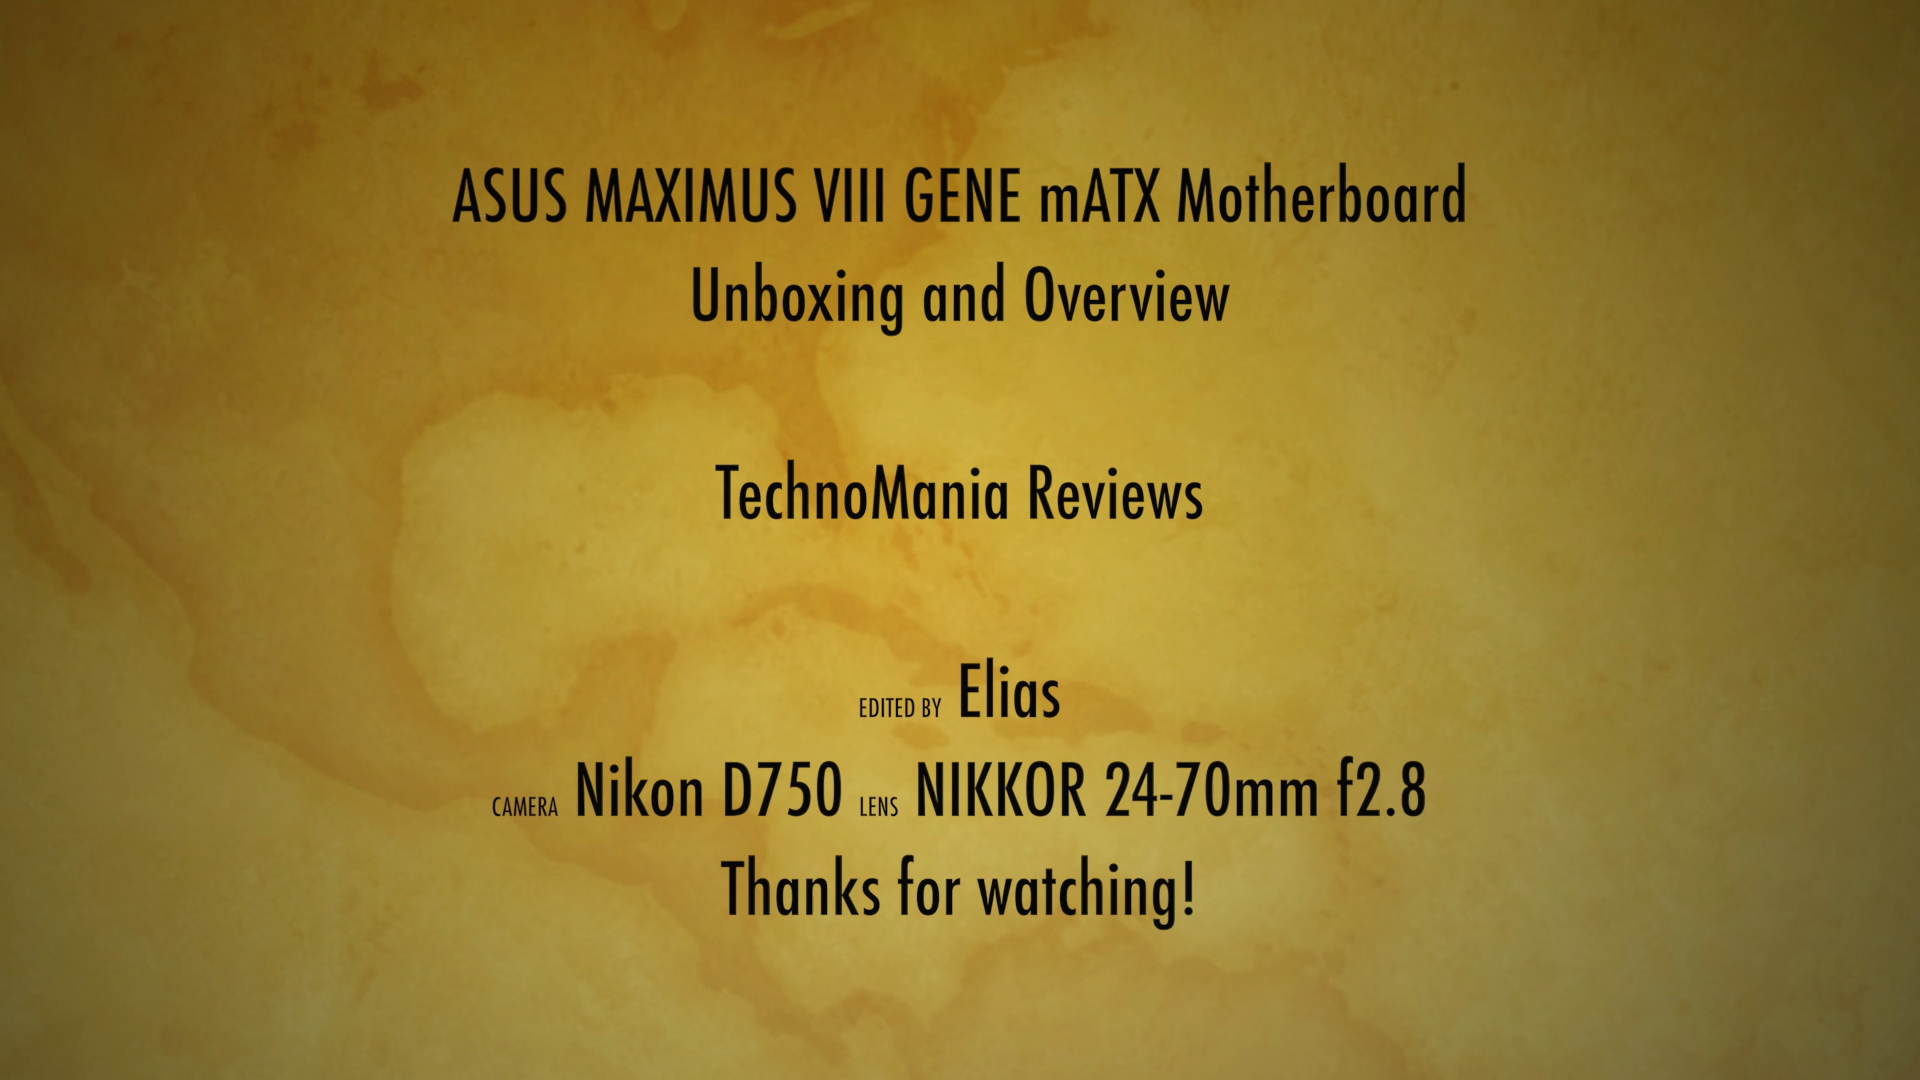 ASUS MAXIMUS VIII GENE mATX Motherboard
Unboxing and Overview
TechnoMania Reviews
EDITED BY Elias
CAMERA Nikon D750 LENS NIKKOR 24-70mm f2.8
Thanks for watching!